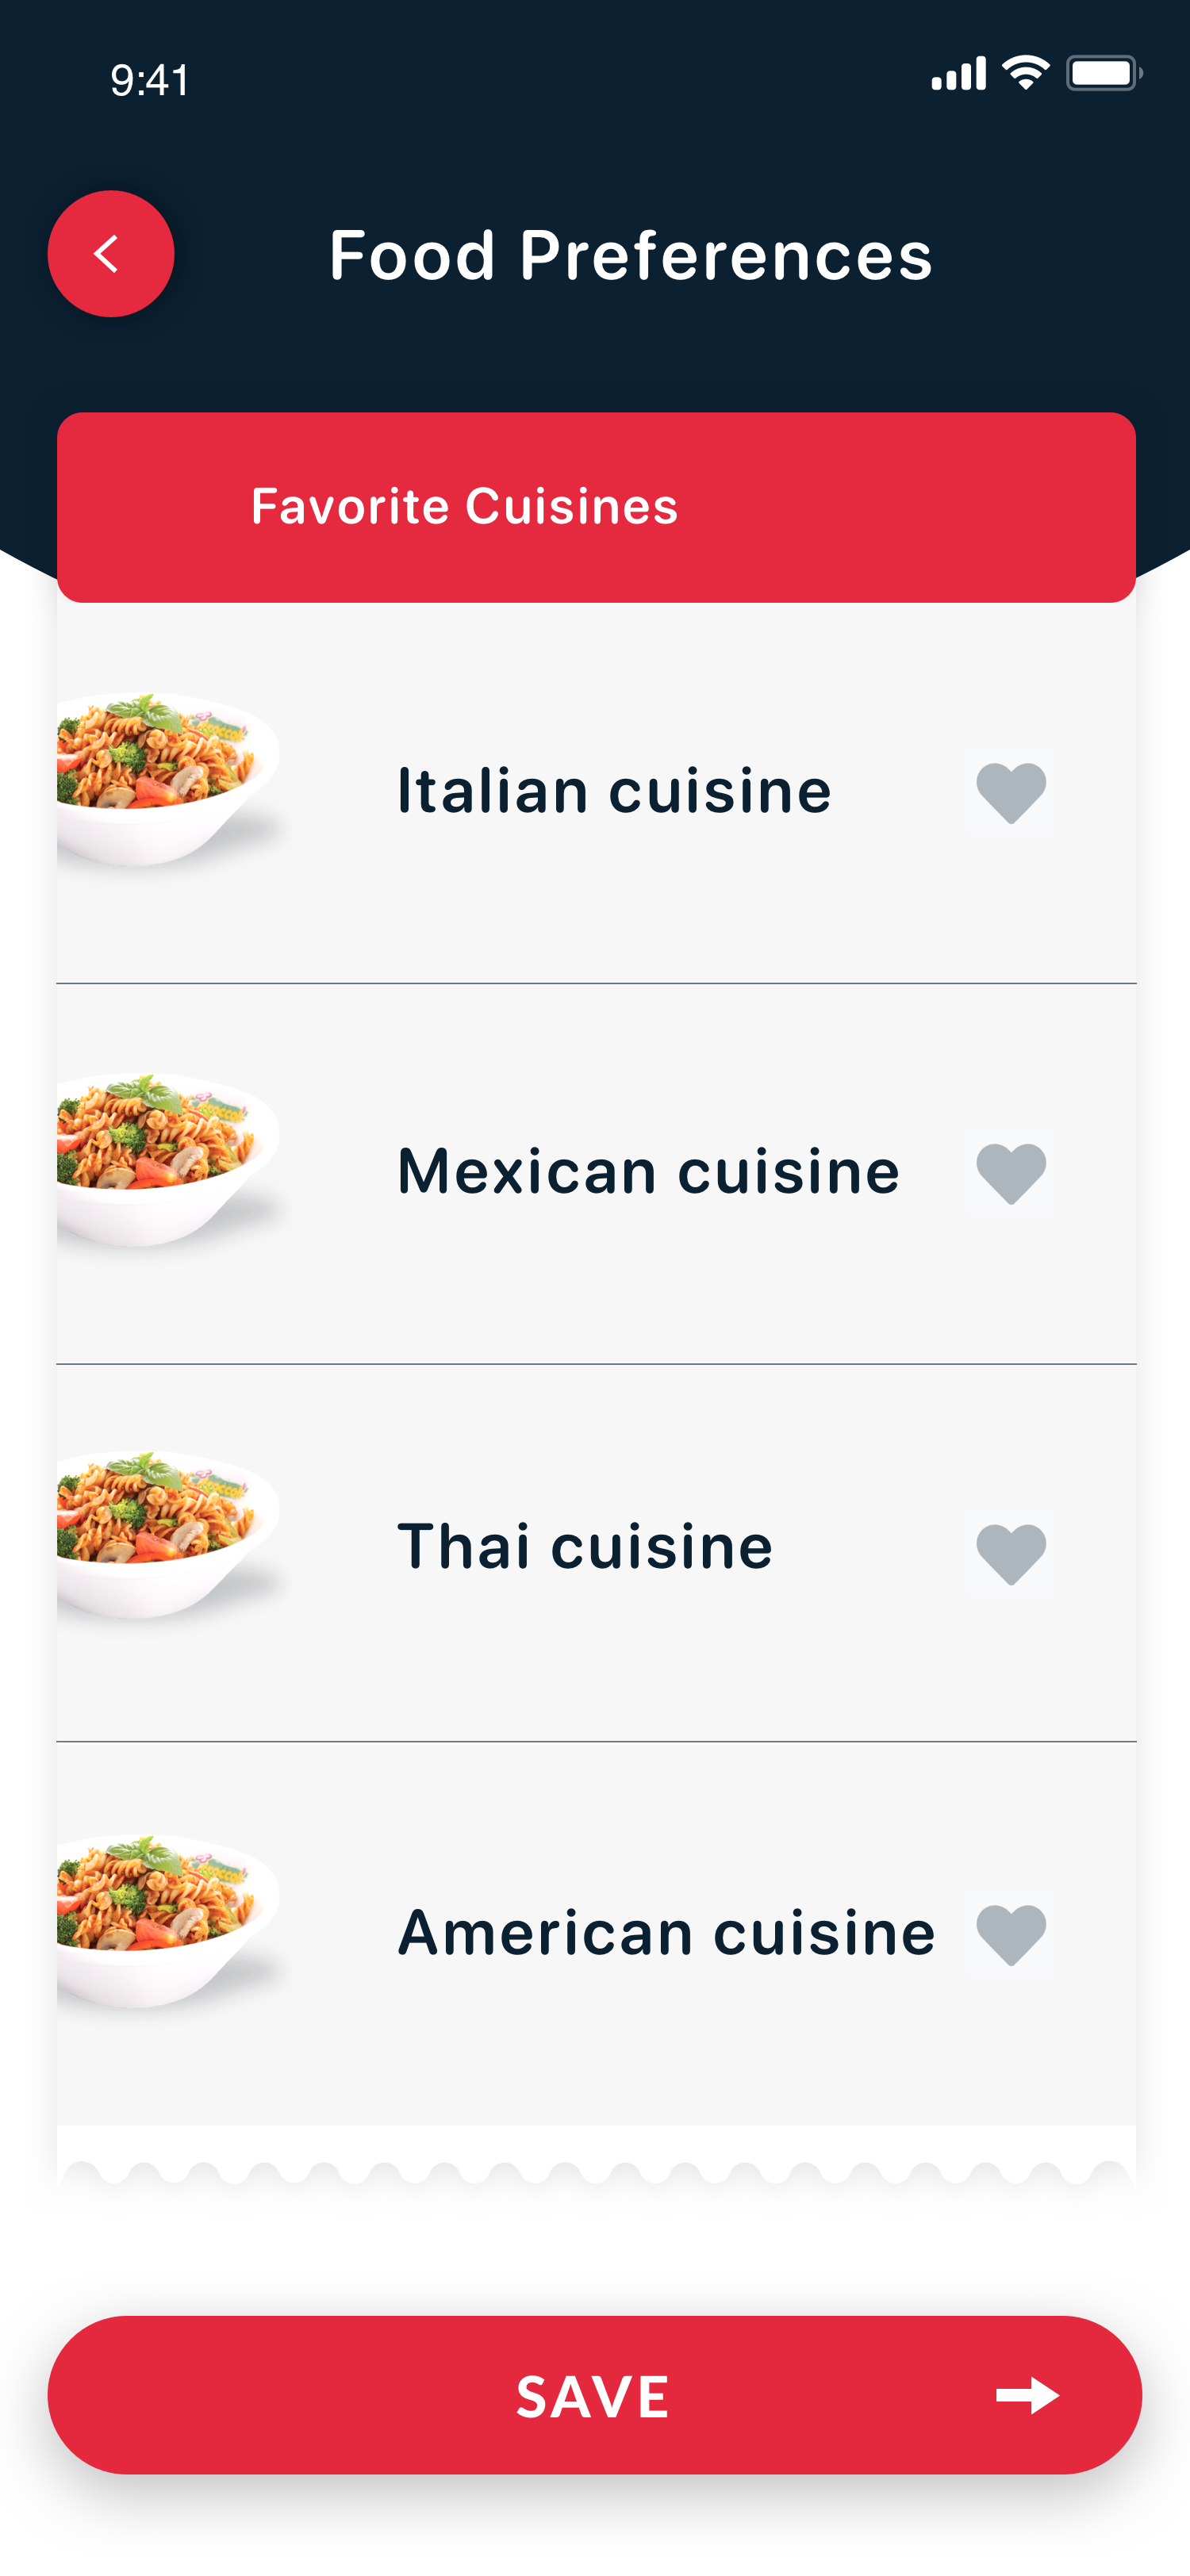 9:41
Food Preferences
Favorite Cuisines
Italian cuisine
Mexican cuisine
Thai cuisine
American cuisine
SAVE